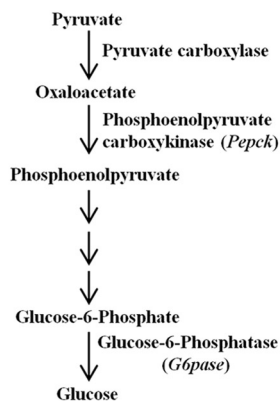 Pyruvate
Pyruvate carboxylase
Oxaloacetate
Phosphoenolpyruvate
carboxykinase (Pepck)
Phosphoenolpyruvate
Glucose-6-Phosphate
Glucose-6-Phosphatase
(G6pase)
Glucose